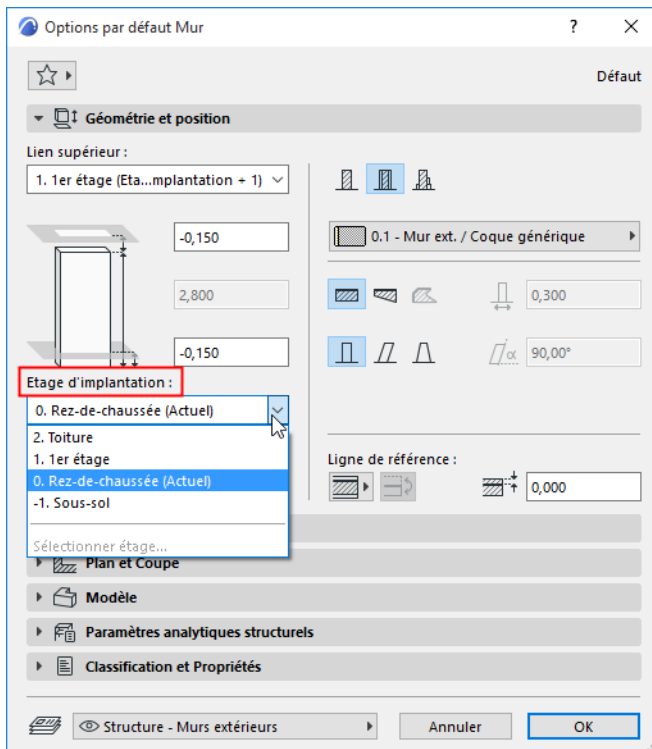 Options par défaut Mur
?
Défaut
Géométrie et position
Lien supérieur :
1. 1er étage (Eta...mplantation + 1)
-0,150
0.1 - Mur ext. / Coque générique
2,800
0,300
-0,150
α
90,00°
Etage d'implantation :
0. Rez-de-chaussée (Actuel)
2. Toiture
1. 1er étage
0. Rez-de-chaussée (Actuel)
-1. Sous-sol
Sélectionner étage...
Ligne de référence :
0,000
Plan et Coupe
Modèle
Paramètres analytiques structurels
Classification et Propriétés
Structure - Murs extérieurs
Annuler
OK